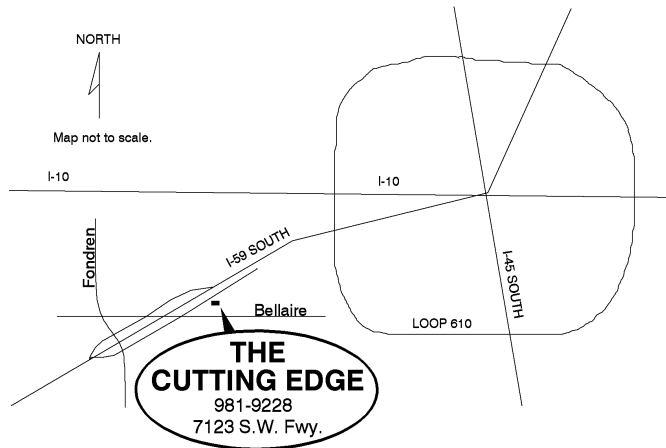 NORTH
Map not to scale.
I-10
I-10
Fondren
I-59 SOUTH
I-45 SOUTH
Bellaire
LOOP 610
THE
CUTTING EDGE
981-9228
7123 S.W. Fwy.